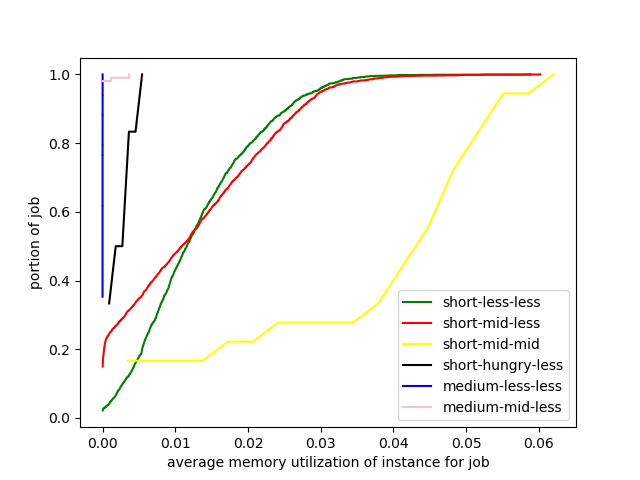 1.0
0.8
0.6
0.4
0.2
0.0
portion of job
0.00 0.01 0.02 0.03 0.04 0.05 0.06
average memory utilization of instance for job
short-less-less
short-mid-less
short-mid-mid
short-hungry-less
medium-less-less
medium-mid-less